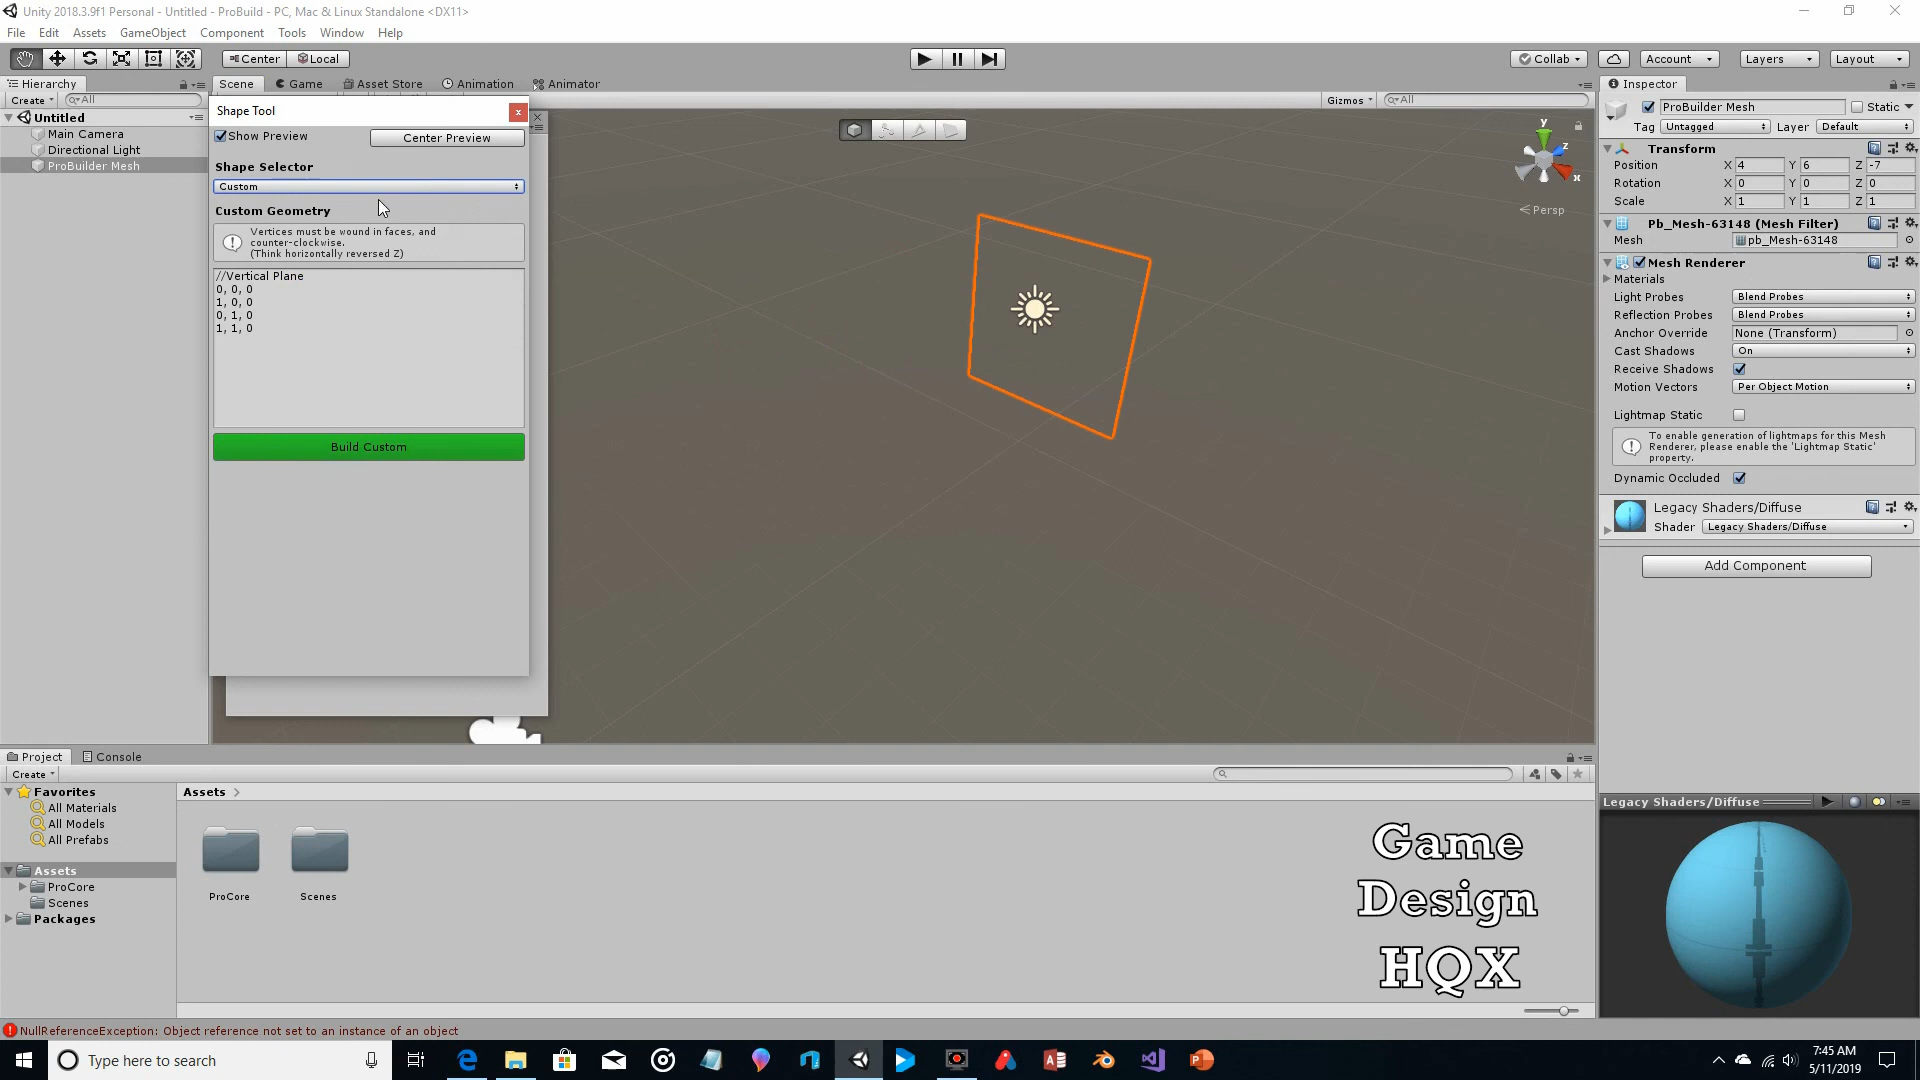 Unity 2018.3.9f1 Personal - Untitled - ProBuild - PC, Mac & Linux Standalone <DX11>
File Edit Assets GameObject Component Tools Window Help
Center Local Collab Account Layers Layout
Hierarchy
Create All
Untitled
Main Camera
Directional Light
ProBuilder Mesh
Scene Game Asset Store Animation Animator
Gizmos All
Shape Tool
Show Preview Center Preview
Shape Selector
Custom
Custom Geometry
Vertices must be wound in faces, and
counter-clockwise.
(Think horizontally reversed Z)
//Vertical Plane
0, 0, 0
1, 0, 0
0, 1, 0
1, 1, 0
Build Custom
y
z
x
Persp
Inspector
ProBuilder Mesh Static
Tag Untagged Layer Default
Transform
Position X 4 Y 6 Z -7
Rotation X 0 Y 0 Z 0
Scale X 1 Y 1 Z 1
Pb_Mesh-63148 (Mesh Filter)
Mesh pb_Mesh-63148
Mesh Renderer
Materials
Light Probes Blend Probes
Reflection Probes Blend Probes
Anchor Override None (Transform)
Cast Shadows On
Receive Shadows
Motion Vectors Per Object Motion
Lightmap Static
To enable generation of lightmaps for this Mesh
Renderer, please enable the 'Lightmap Static'
property.
Dynamic Occluded
Legacy Shaders/Diffuse
Shader Legacy Shaders/Diffuse
Add Component
Legacy Shaders/Diffuse
Project Console
Create
Favorites
All Materials
All Models
All Prefabs
Assets
ProCore
Scenes
Packages
Assets
ProCore Scenes
Game
Design
HQX
NullReferenceException: Object reference not set to an instance of an object
Type here to search
7:45 AM
5/11/2019